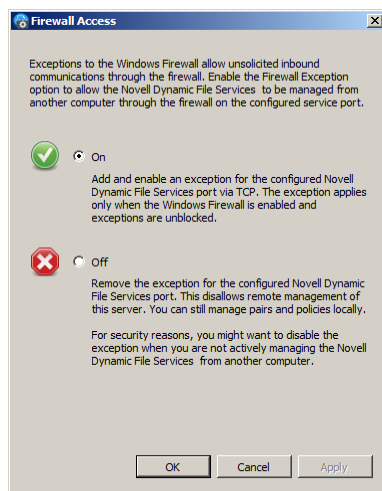 Firewall Access
Exceptions to the Windows Firewall allow unsolicited inbound
communications through the firewall. Enable the Firewall Exception
option to allow the Novell Dynamic File Services to be managed from
another computer through the firewall on the configured service port.
On
Add and enable an exception for the configured Novell
Dynamic File Services port via TCP. The exception applies
only when the Windows Firewall is enabled and
exceptions are unblocked.
Off
Remove the exception for the configured Novell Dynamic
File Services port. This disallows remote management of
this server. You can still manage pairs and policies locally.
For security reasons, you might want to disable the
exception when you are not actively managing the Novell
Dynamic File Services from another computer.
OK Cancel Apply